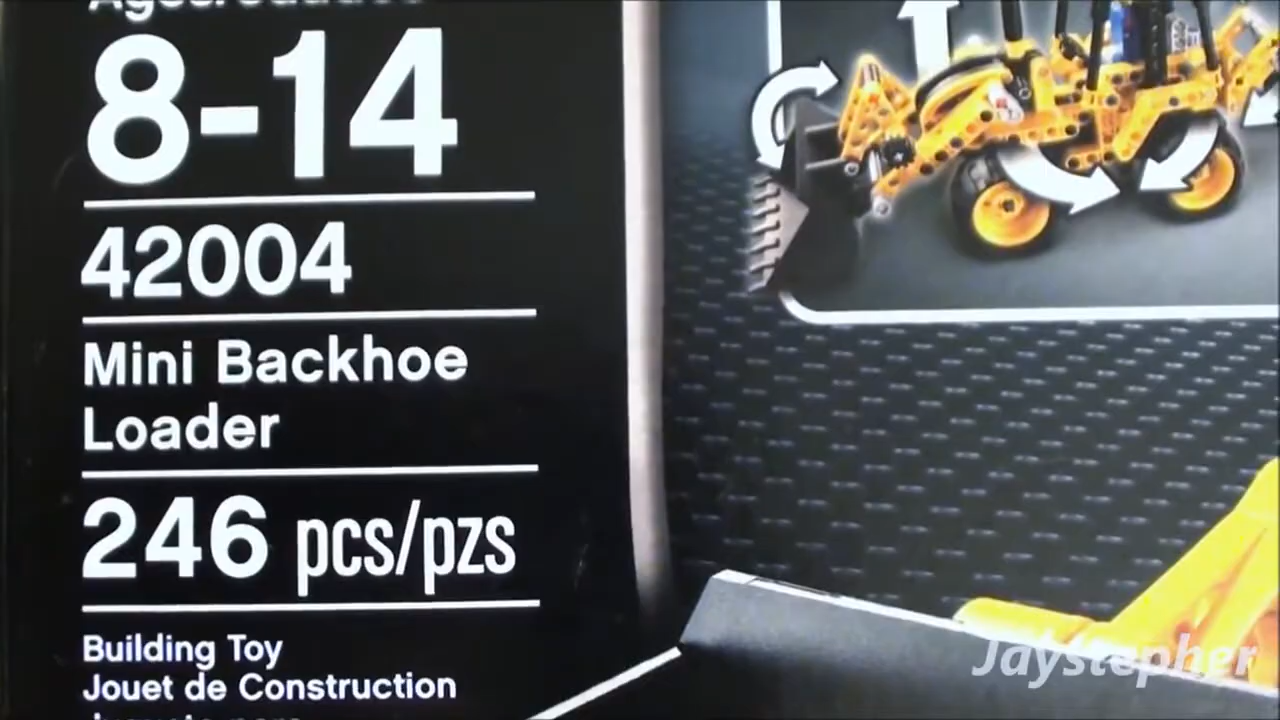 8-14
42004
Mini Backhoe
Loader
246 pcs/pzs
Building Toy
Jouet de Construction
Jaystepher